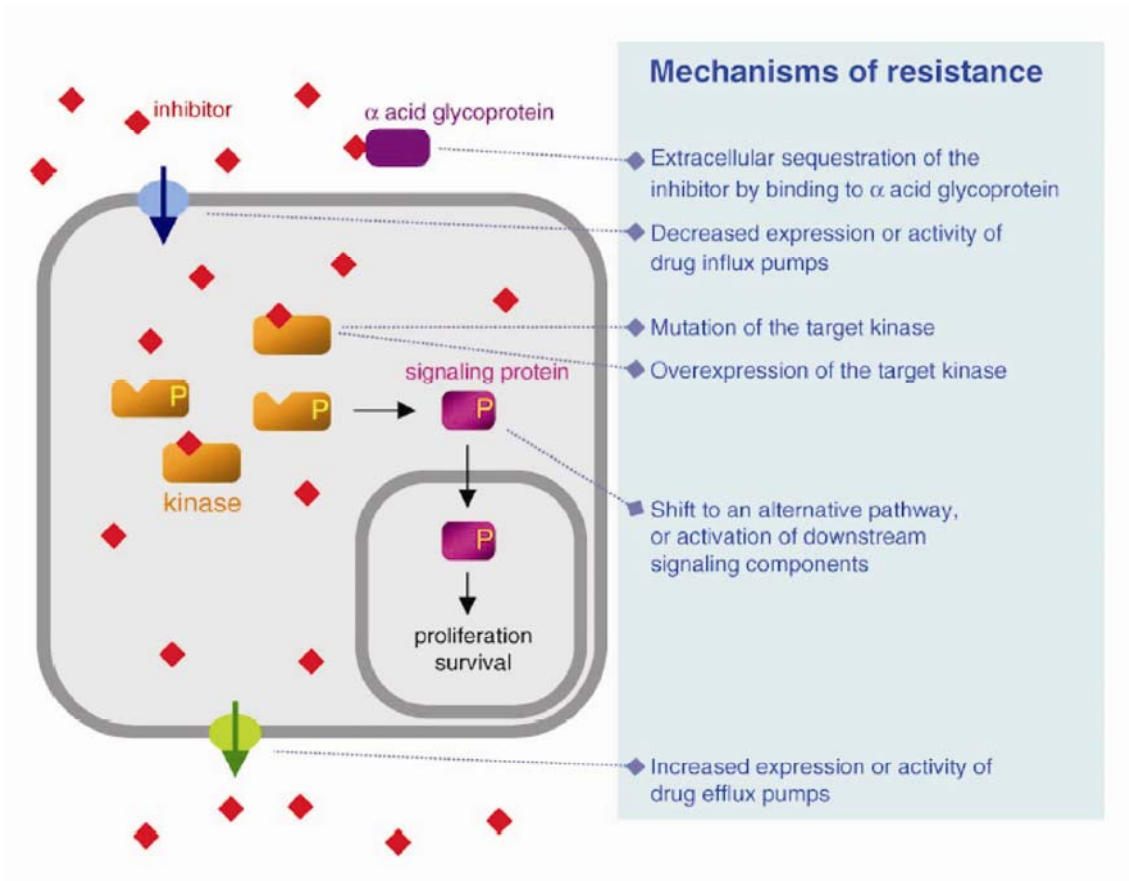 Mechanisms of resistance
inhibitor
α acid glycoprotein
Extracellular sequestration of the
inhibitor by binding to α acid glycoprotein
Decreased expression or activity of
drug influx pumps
Mutation of the target kinase
signaling protein
Overexpression of the target kinase
P
P
P
kinase
Shift to an alternative pathway,
or activation of downstream
signaling components
P
proliferation
survival
Increased expression or activity of
drug efflux pumps